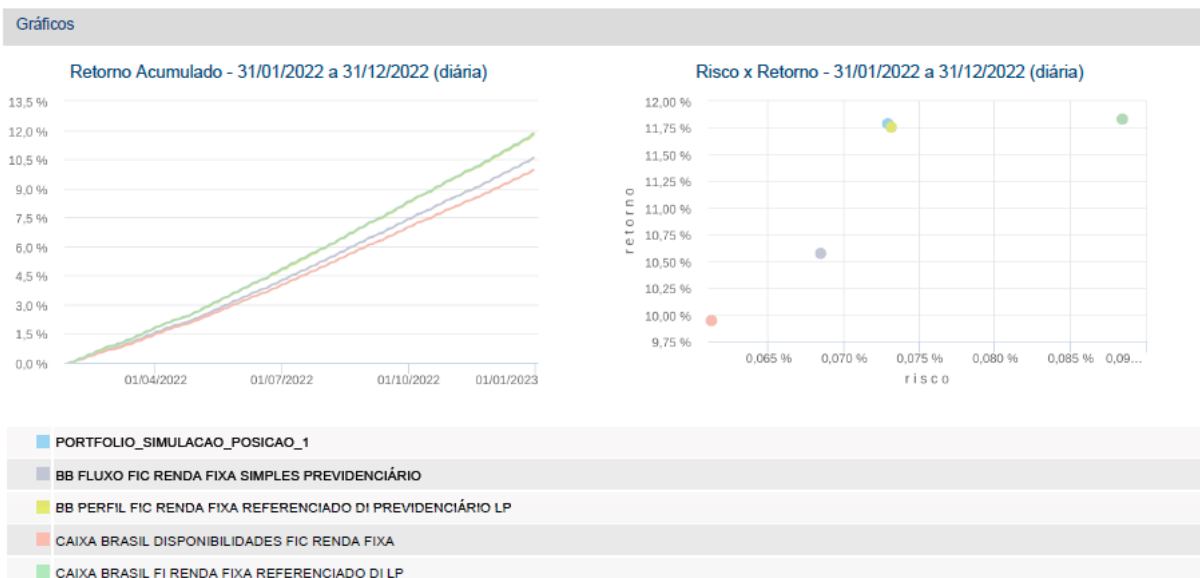 Gráficos
Retorno Acumulado - 31/01/2022 a 31/12/2022 (diária)
13,5 %
12,0 %
10,5 %
9,0 %
7,5 %
6,0 %
4,5 %
3,0 %
1,5 %
0,0 %
01/04/2022 01/07/2022 01/10/2022 01/01/2023
Risco x Retorno - 31/01/2022 a 31/12/2022 (diária)
12,00 %
11,75 %
11,50 %
11,25 %
11,00 %
10,75 %
10,50 %
10,25 %
10,00 %
9,75 %
retorno
0,065 % 0,070 % 0,075 % 0,080 % 0,085 % 0,09...
risco
PORTFOLIO_SIMULACAO_POSICAO_1
BB FLUXO FIC RENDA FIXA SIMPLES PREVIDENCIÁRIO
BB PERFIL FIC RENDA FIXA REFERENCIADO DI PREVIDENCIÁRIO LP
CAIXA BRASIL DISPONIBILIDADES FIC RENDA FIXA
CAIXA BRASIL FI RENDA FIXA REFERENCIADO DI LP